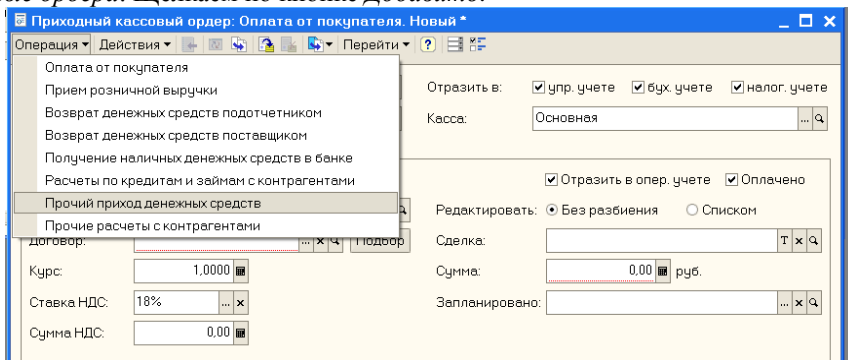 Приходный кассовый ордер: Оплата от покупателя. Новый *
Операция Действия Перейти ?
Оплата от покупателя
Прием розничной выручки
Возврат денежных средств подотчетником
Возврат денежных средств поставщиком
Получение наличных денежных средств в банке
Расчеты по кредитам и займам с контрагентами
Прочий приход денежных средств
Прочие расчеты с контрагентами
Отразить в: упр. учете бух. учете налог. учете
Касса: Основная ...
Отразить в опер. учете Оплачено
Редактировать: Без разбиения Списком
Договор: ... x Подбор Сделка: T x
Курс: 1,0000 Сумма: 0,00 руб.
Ставка НДС: 18% ... x Запланировано: ... x
Сумма НДС: 0,00